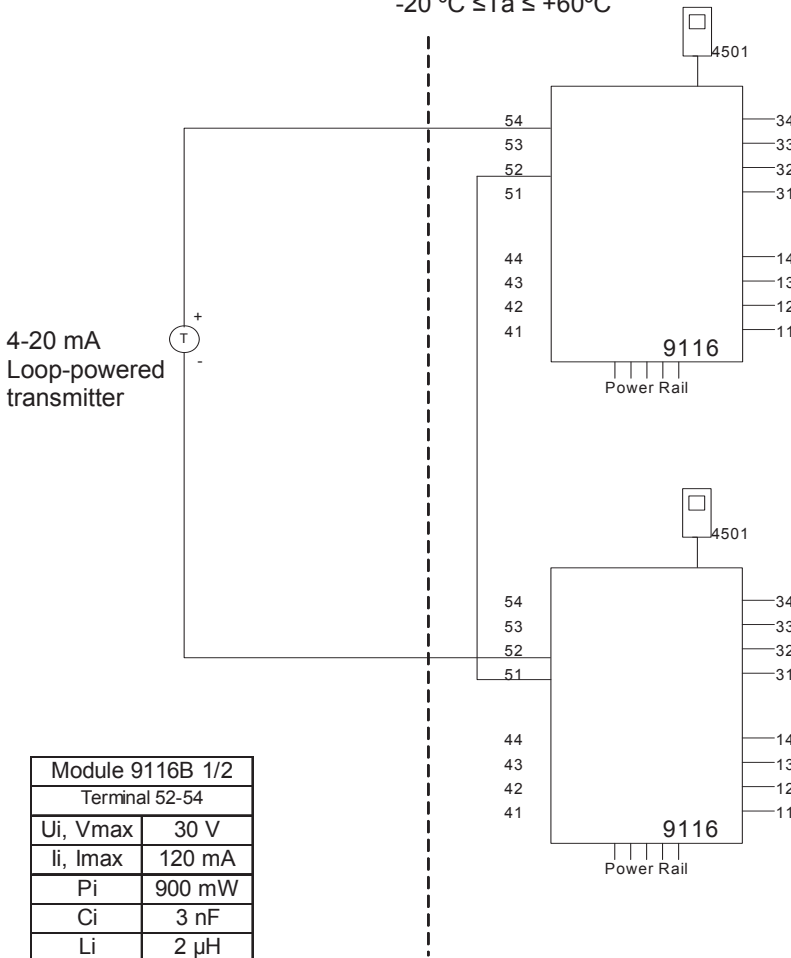 -20 ºC ≤Ta ≤ +60ºC
4501
54
53
52
51
44
43
42
41
34
33
32
31
14
13
12
11
9116
Power Rail
+
T
-
4-20 mA
Loop-powered
transmitter
4501
54
53
52
51
44
43
42
41
34
33
32
31
14
13
12
11
9116
Power Rail
Module 9116B 1/2
Terminal 52-54
Ui, Vmax 30 V
Ii, Imax 120 mA
Pi 900 mW
Ci 3 nF
Li 2 µH